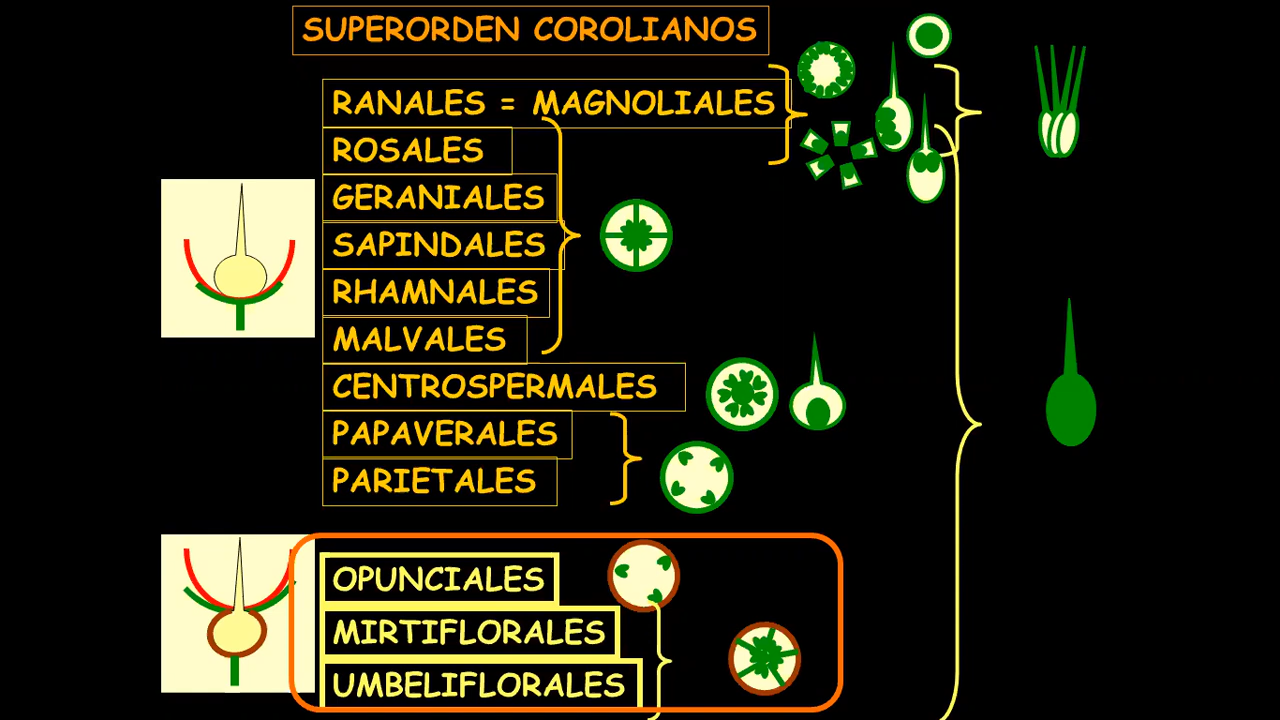 SUPERORDEN COROLIANOS
RANALES = MAGNOLIALES
ROSALES
GERANIALES
SAPINDALES
RHAMNALES
MALVALES
CENTROSPERMALES
PAPAVERALES
PARIETALES
OPUNCIALES
MIRTIFLORALES
UMBELIFLORALES